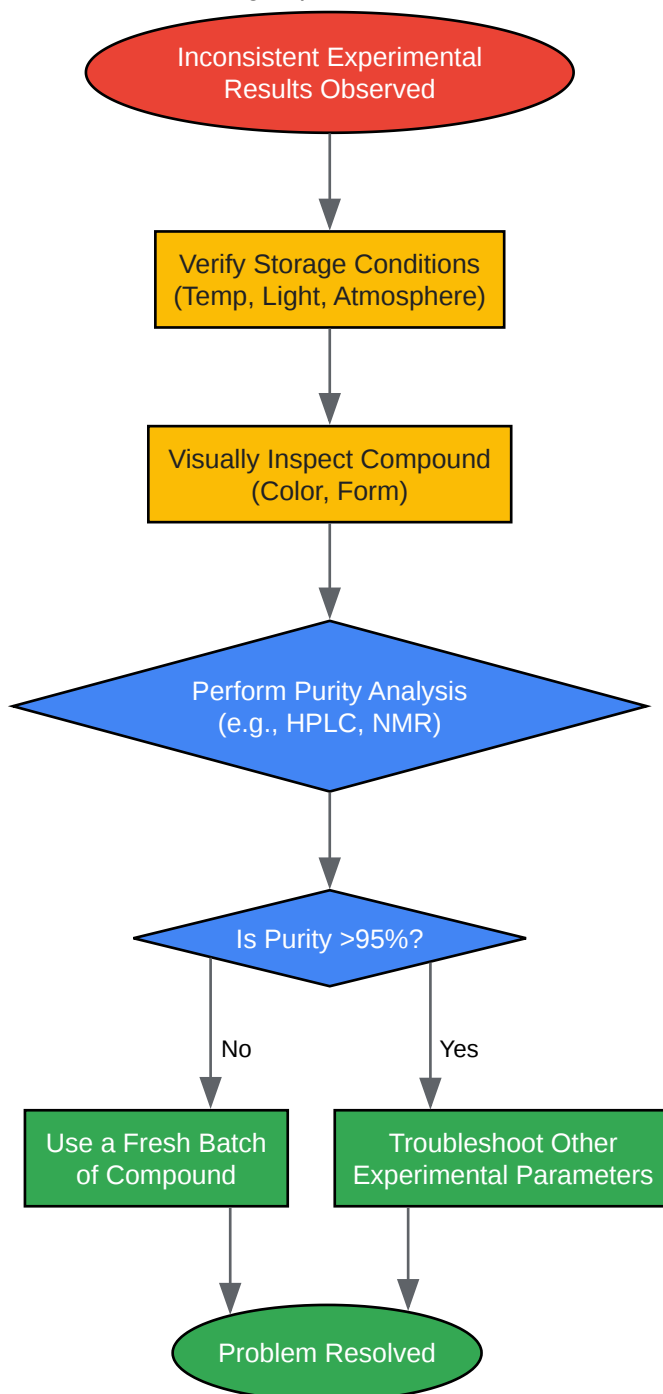 Inconsistent Experimental
Results Observed
Verify Storage Conditions
(Temp, Light, Atmosphere)
Visually Inspect Compound
(Color, Form)
Perform Purity Analysis
(e.g., HPLC, NMR)
Is Purity >95%?
No
Yes
Use a Fresh Batch
of Compound
Troubleshoot Other
Experimental Parameters
Problem Resolved